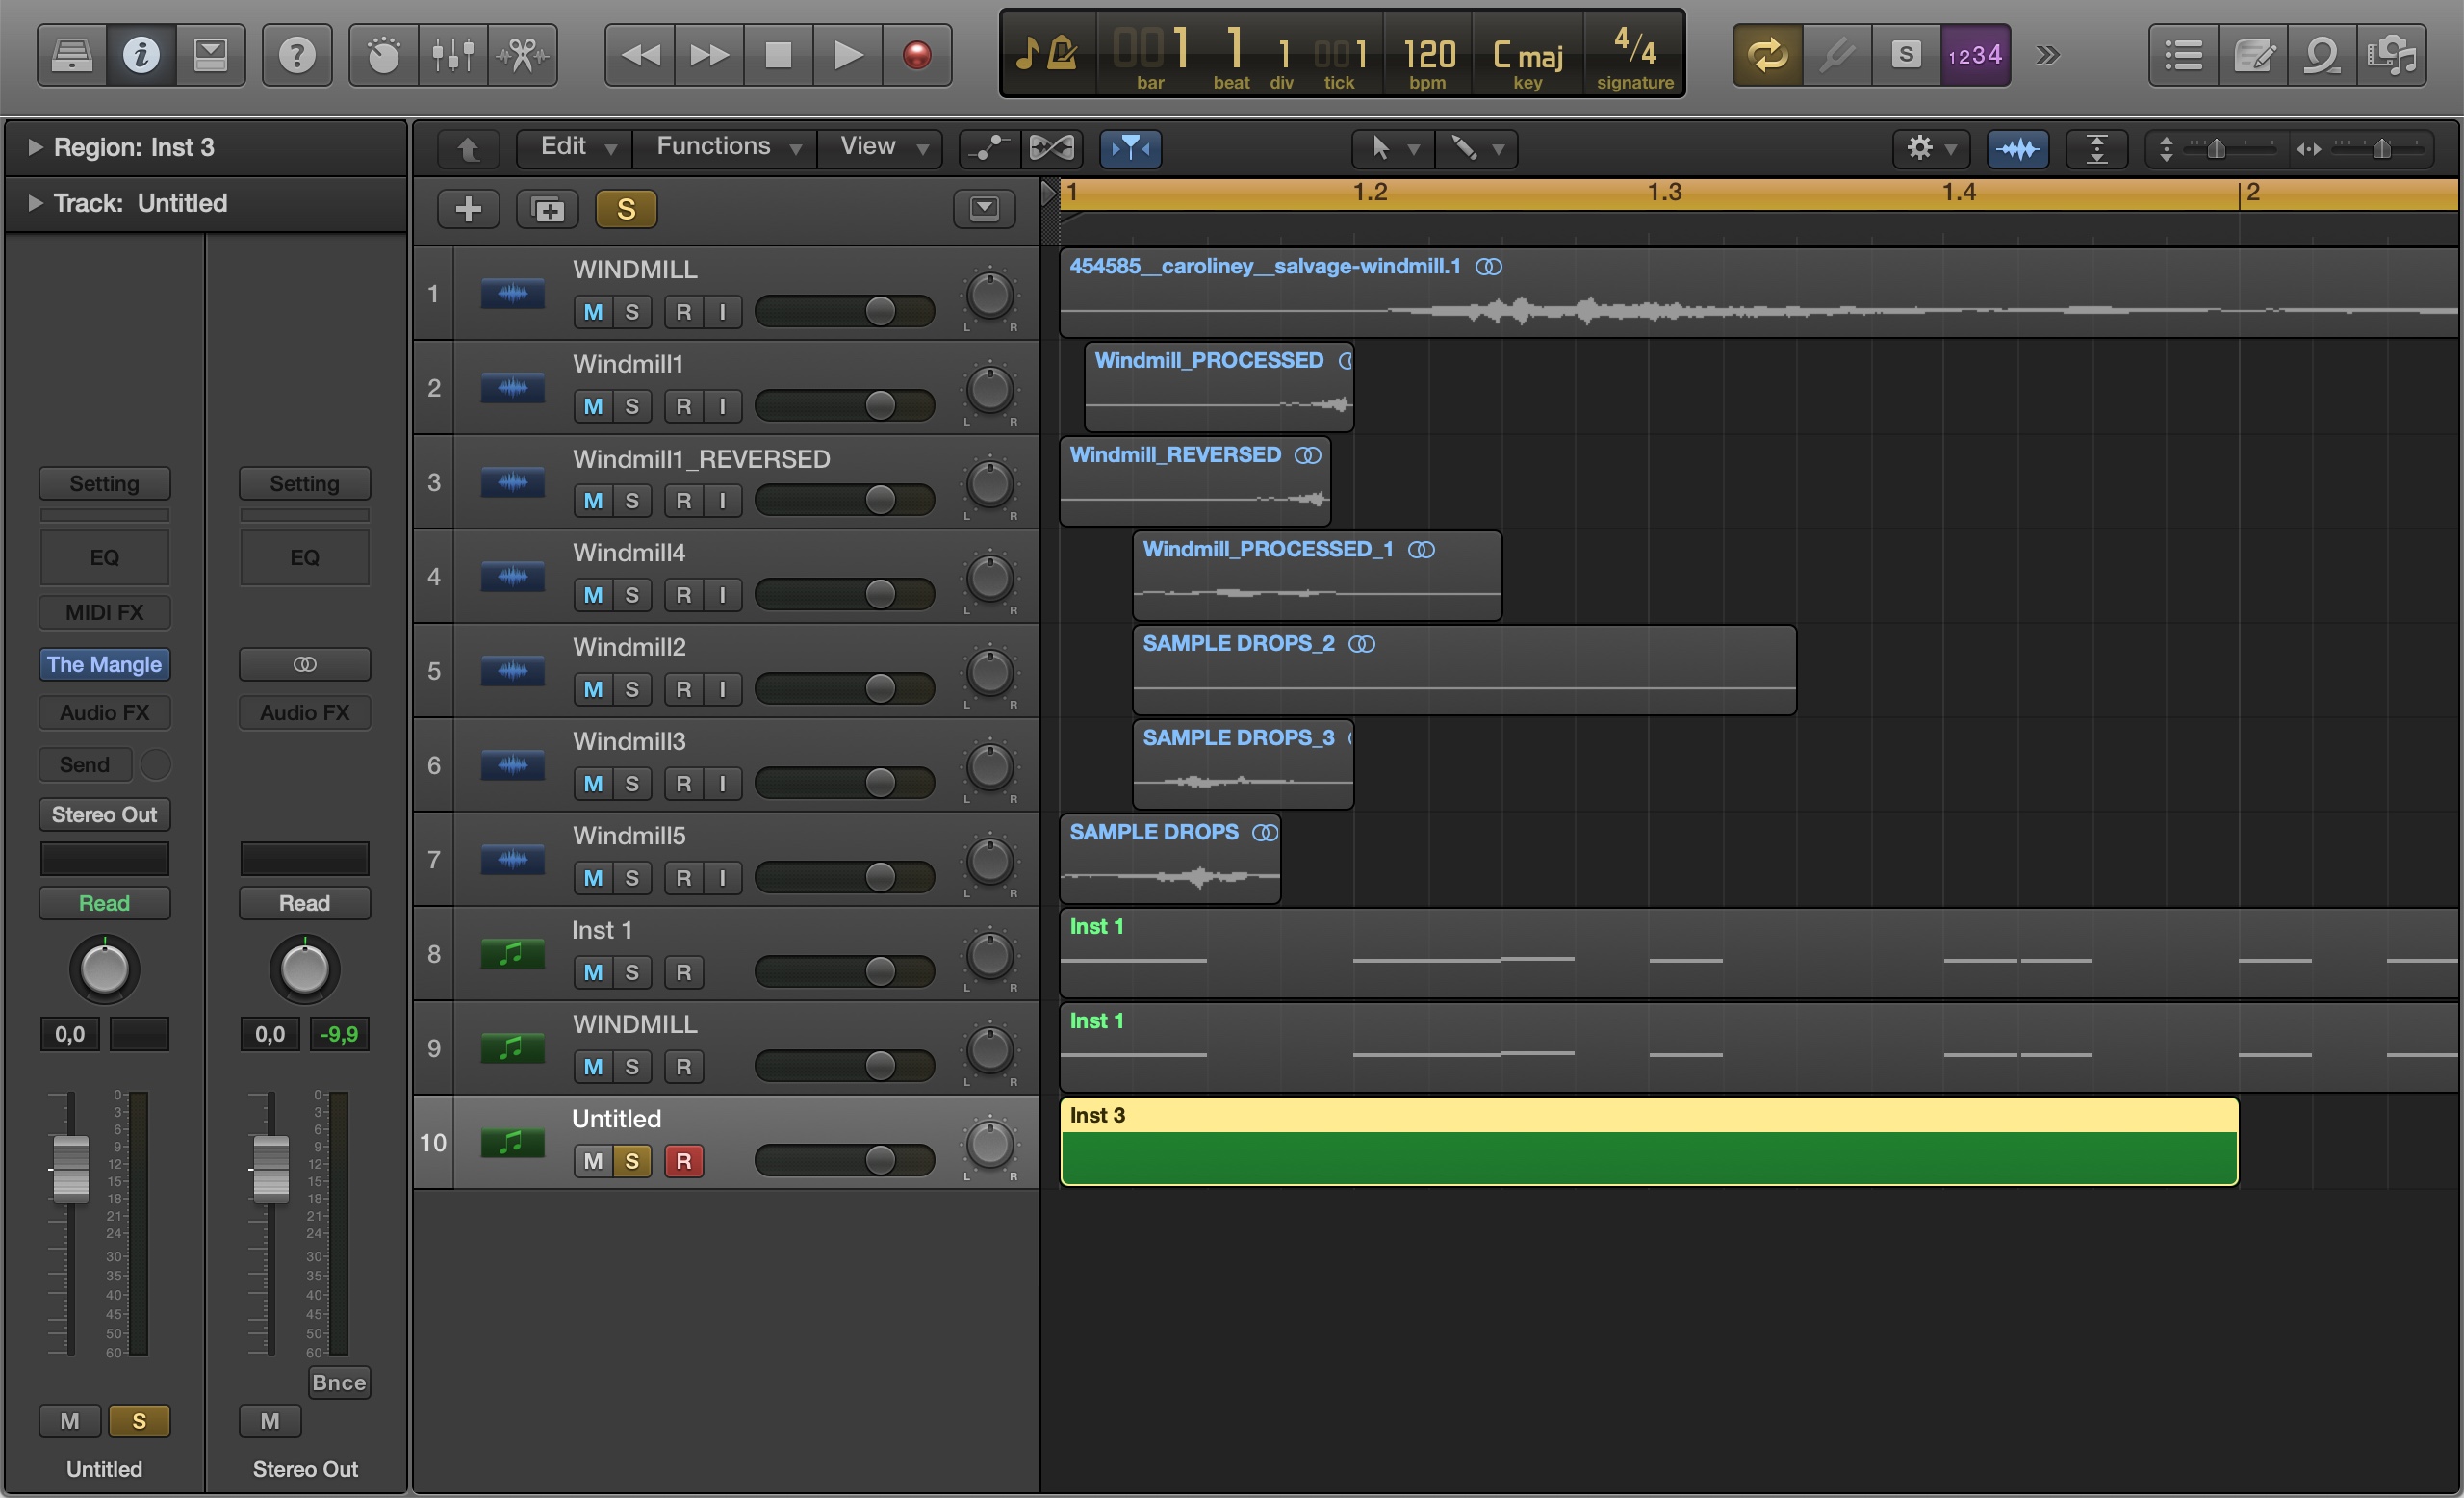 001 1 1 001 120 C maj 4/4
bar beat div tick bpm key signature
S 1234
Region: Inst 3
Track: Untitled
Edit Functions View
S
1 1.2 1.3 1.4 2
Setting Setting
EQ EQ
MIDI FX
The Mangle
Audio FX Audio FX
Send
Stereo Out
Read Read
0,0 0,0 -9,9
0 0
3 3
6 6
9 9
12 12
15 15
18 18
21 21
24 24
30 30
35 35
40 40
45 45
50 50
60 60
Bnce
M S M
Untitled Stereo Out
1 WINDMILL
M S R I L R
454585__caroliney__salvage-windmill.1
2 Windmill1
M S R I L R
Windmill_PROCESSED
3 Windmill1_REVERSED
M S R I L R
Windmill_REVERSED
4 Windmill4
M S R I L R
Windmill_PROCESSED_1
5 Windmill2
M S R I L R
SAMPLE DROPS_2
6 Windmill3
M S R I L R
SAMPLE DROPS_3
7 Windmill5
M S R I L R
SAMPLE DROPS
8 Inst 1
M S R L R
Inst 1
9 WINDMILL
M S R L R
Inst 1
10 Untitled
M S R L R
Inst 3